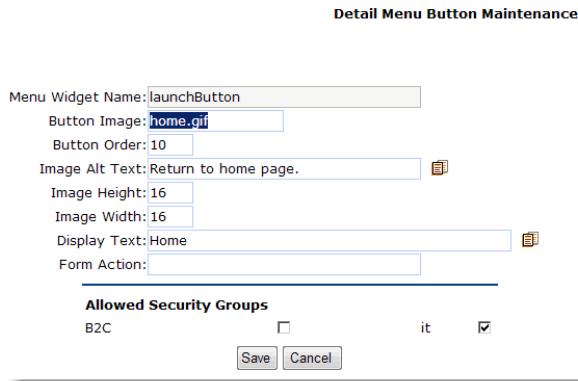 Detail Menu Button Maintenance
Menu Widget Name: launchButton
Button Image: home.gif
Button Order: 10
Image Alt Text: Return to home page.
Image Height: 16
Image Width: 16
Display Text: Home
Form Action:
Allowed Security Groups
B2C it
Save Cancel